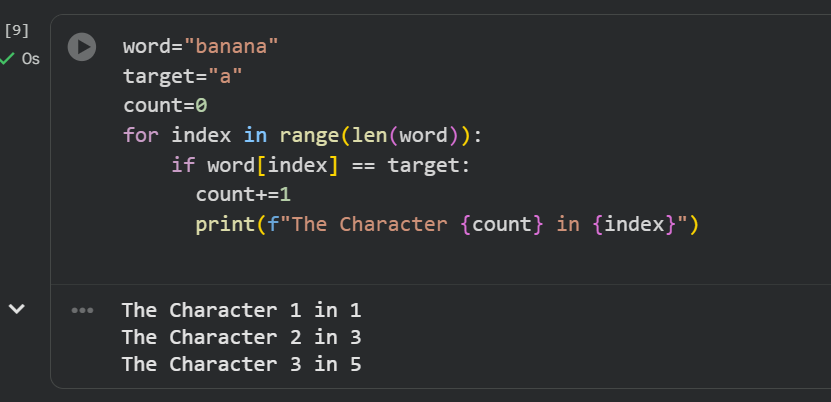 [9]
0s
word="banana"
target="a"
count=0
for index in range(len(word)):
    if word[index] == target:
      count+=1
      print(f"The Character {count} in {index}")
The Character 1 in 1
The Character 2 in 3
The Character 3 in 5